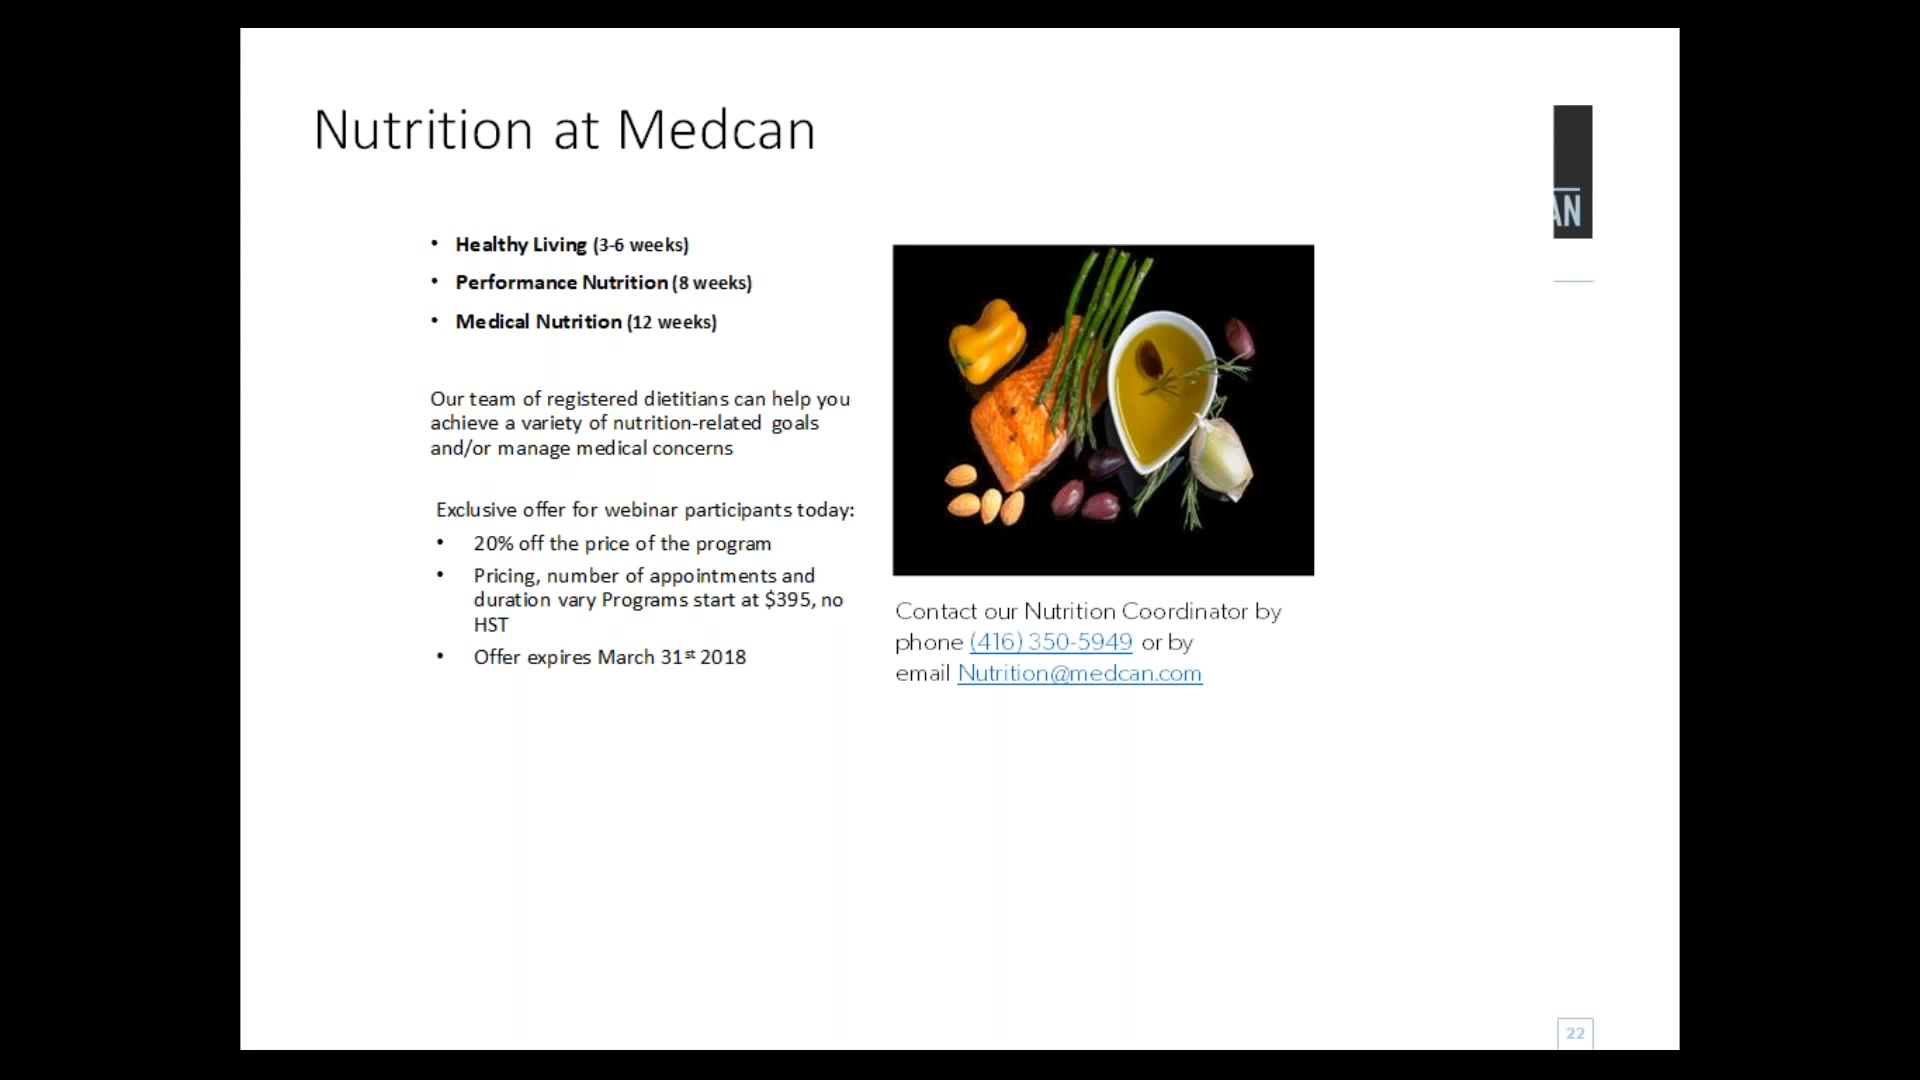 Nutrition at Medcan
AN
• Healthy Living (3-6 weeks)
• Performance Nutrition (8 weeks)
• Medical Nutrition (12 weeks)
Our team of registered dietitians can help you
achieve a variety of nutrition-related goals
and/or manage medical concerns
Exclusive offer for webinar participants today:
• 20% off the price of the program
• Pricing, number of appointments and
duration vary Programs start at $395, no
HST
• Offer expires March 31st 2018
Contact our Nutrition Coordinator by
phone (416) 350-5949 or by
email Nutrition@medcan.com
22